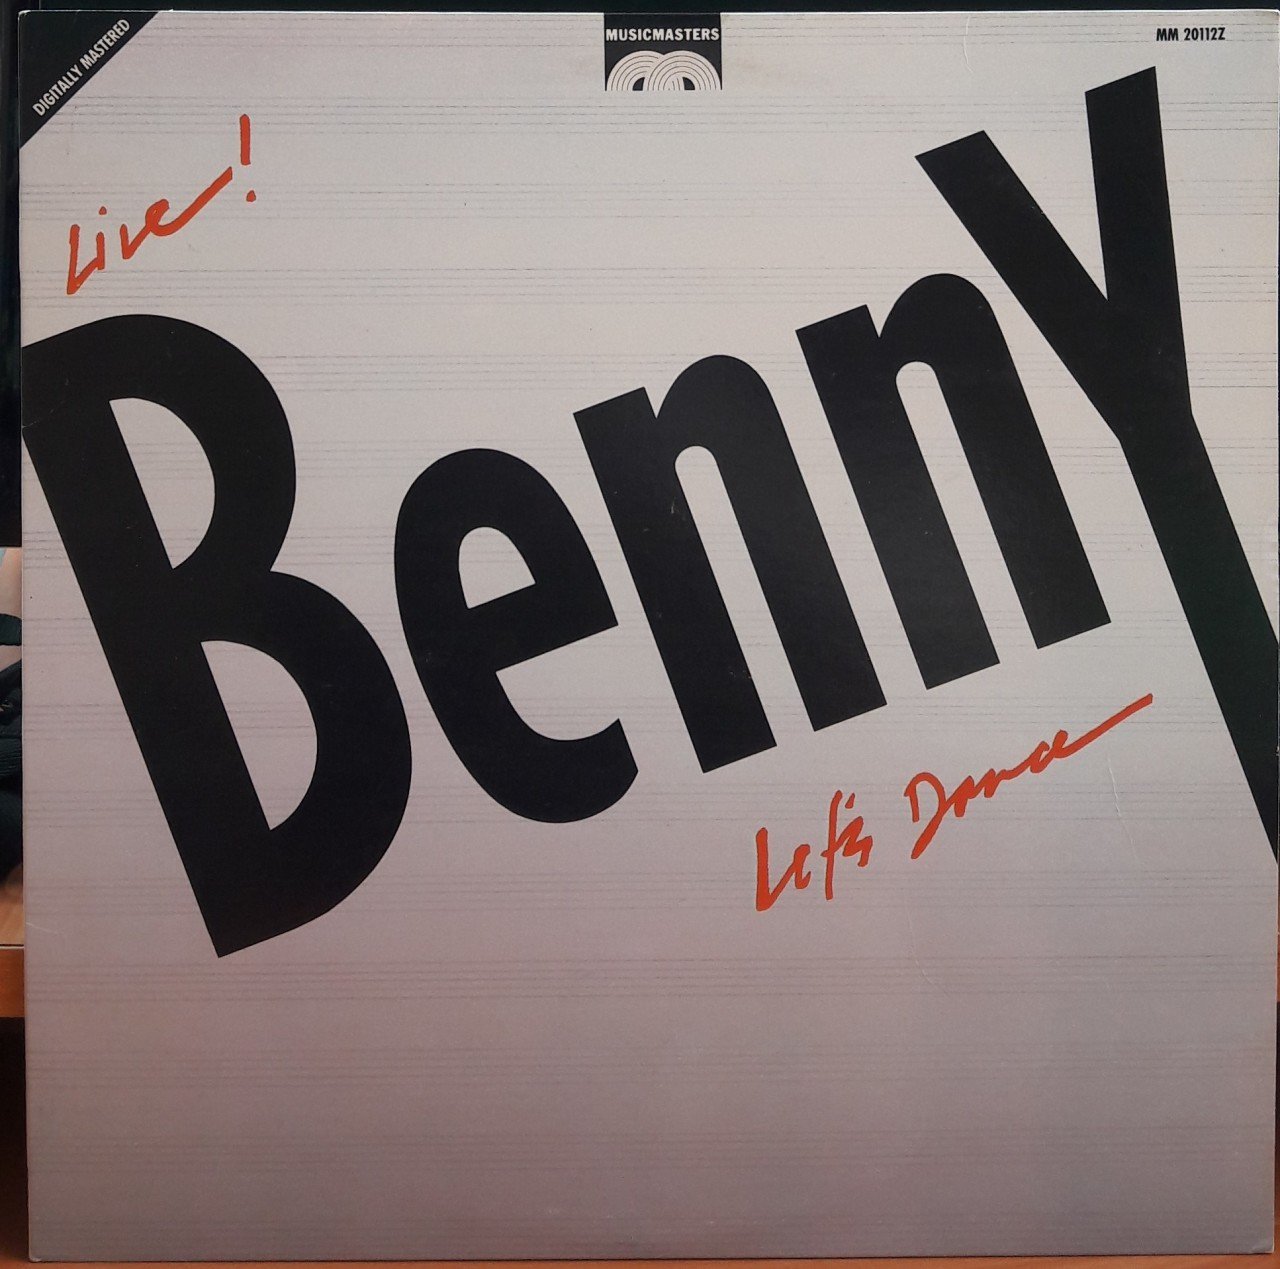 DIGITALLY MASTERED
MUSICMASTERS
MM 20112Z
Live!
Benny
Let's Dance